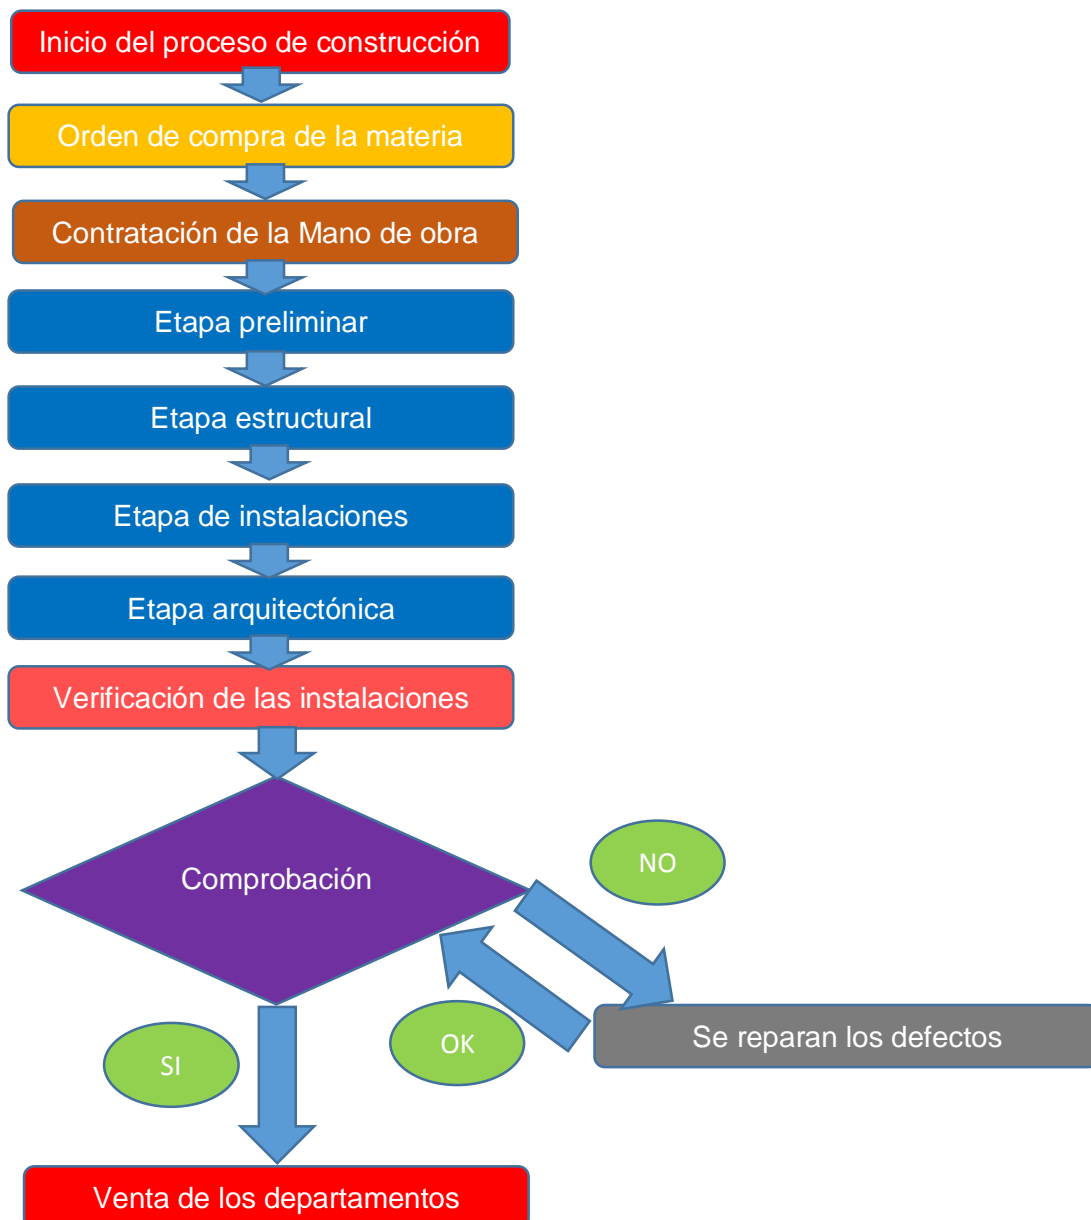 Inicio del proceso de construcción
Orden de compra de la materia
Contratación de la Mano de obra
Etapa preliminar
Etapa estructural
Etapa de instalaciones
Etapa arquitectónica
Verificación de las instalaciones
Comprobación
NO
OK
Se reparan los defectos
SI
Venta de los departamentos